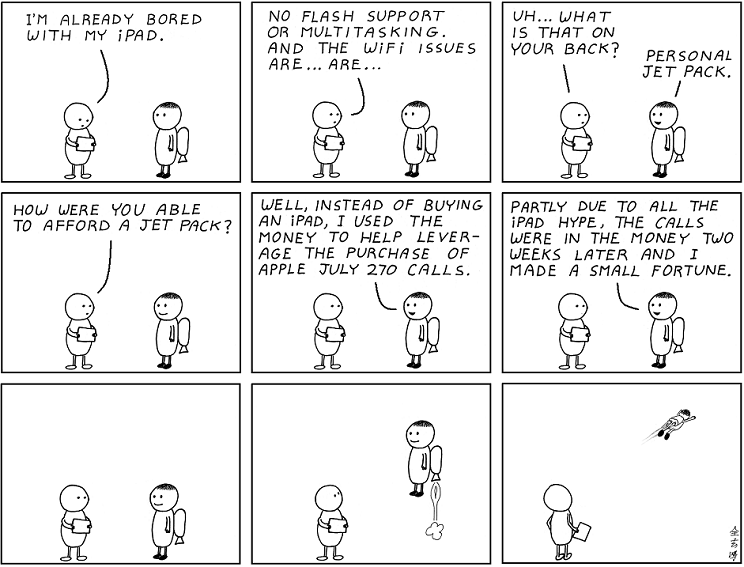 I'M ALREADY BORED
WITH MY iPAD.
NO FLASH SUPPORT
OR MULTITASKING.
AND THE WiFi ISSUES
ARE... ARE...
UH... WHAT
IS THAT ON
YOUR BACK?
PERSONAL
JET PACK.
HOW WERE YOU ABLE
TO AFFORD A JET PACK?
WELL, INSTEAD OF BUYING
AN iPAD, I USED THE
MONEY TO HELP LEVER-
AGE THE PURCHASE OF
APPLE JULY 270 CALLS.
PARTLY DUE TO ALL THE
iPAD HYPE, THE CALLS
WERE IN THE MONEY TWO
WEEKS LATER AND I
MADE A SMALL FORTUNE.